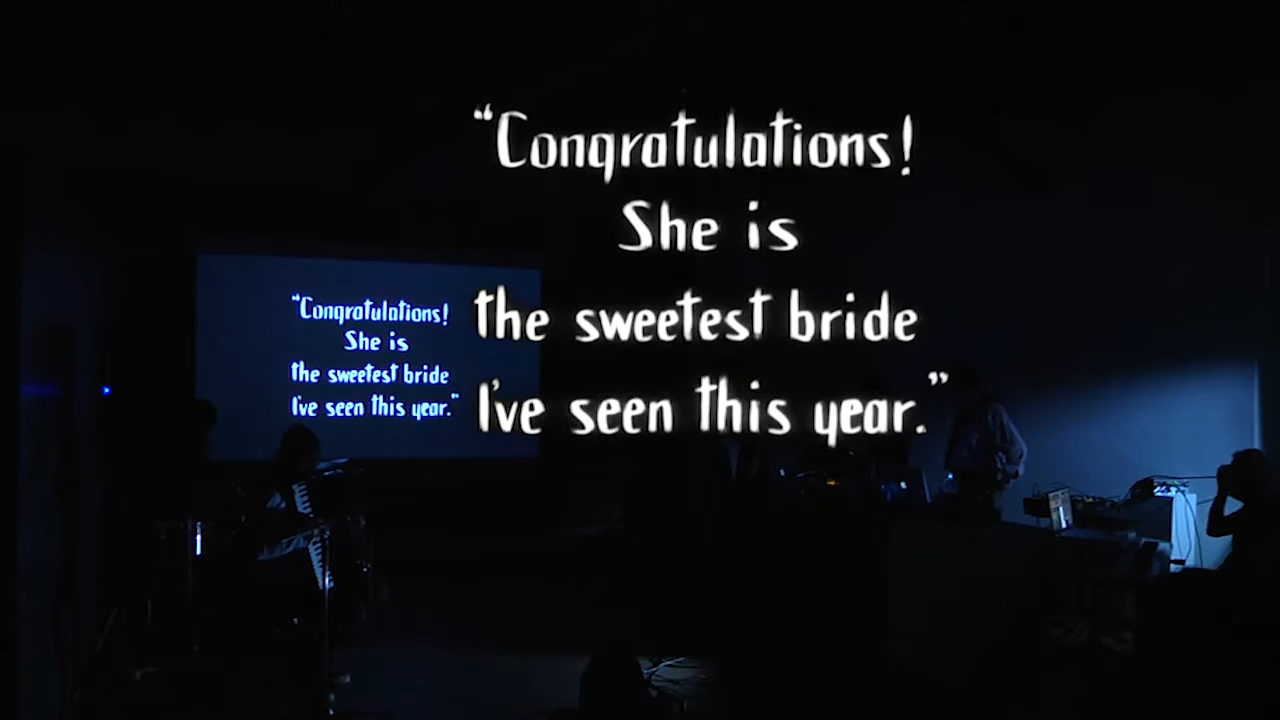 “Congratulations!
She is
the sweetest bride
I've seen this year.”
“Congratulations!
She is
the sweetest bride
I've seen this year.”